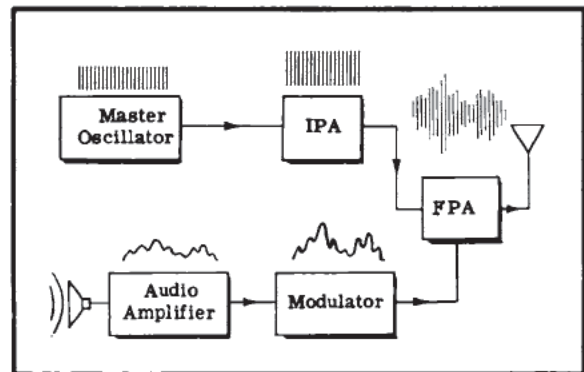 Master
Oscillator
IPA
FPA
Audio
Amplifier
Modulator